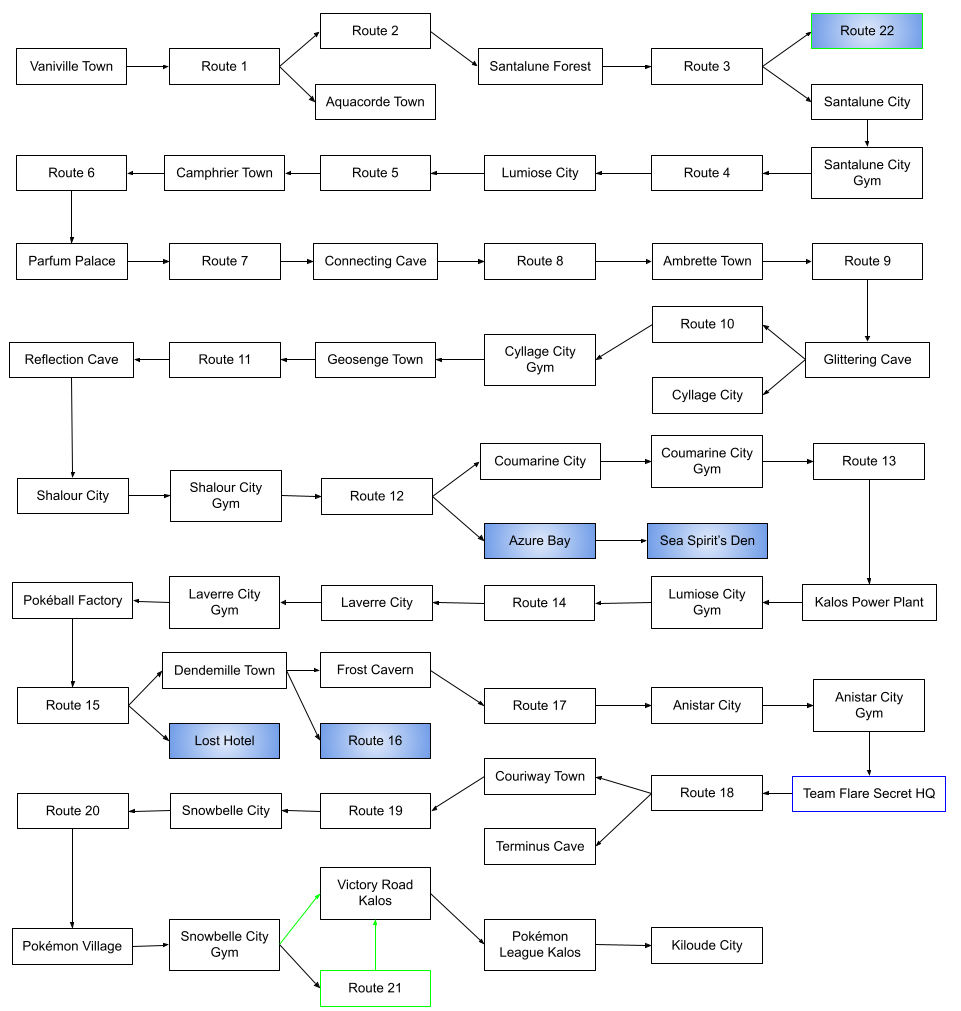 Route 2
Route 22
Vaniville Town
Route 1
Santalune Forest
Route 3
Aquacorde Town
Santalune City
Route 6
Camphrier Town
Route 5
Lumiose City
Route 4
Santalune City
Gym
Parfum Palace
Route 7
Connecting Cave
Route 8
Ambrette Town
Route 9
Route 10
Reflection Cave
Route 11
Geosenge Town
Cyllage City
Gym
Glittering Cave
Cyllage City
Coumarine City
Coumarine City
Gym
Route 13
Shalour City
Shalour City
Gym
Route 12
Azure Bay
Sea Spirit's Den
Pokéball Factory
Laverre City
Gym
Laverre City
Route 14
Lumiose City
Gym
Kalos Power Plant
Dendemille Town
Frost Cavern
Route 15
Route 17
Anistar City
Anistar City
Gym
Lost Hotel
Route 16
Couriway Town
Route 20
Snowbelle City
Route 19
Route 18
Team Flare Secret HQ
Terminus Cave
Victory Road
Kalos
Pokémon Village
Snowbelle City
Gym
Pokémon
League Kalos
Kiloude City
Route 21